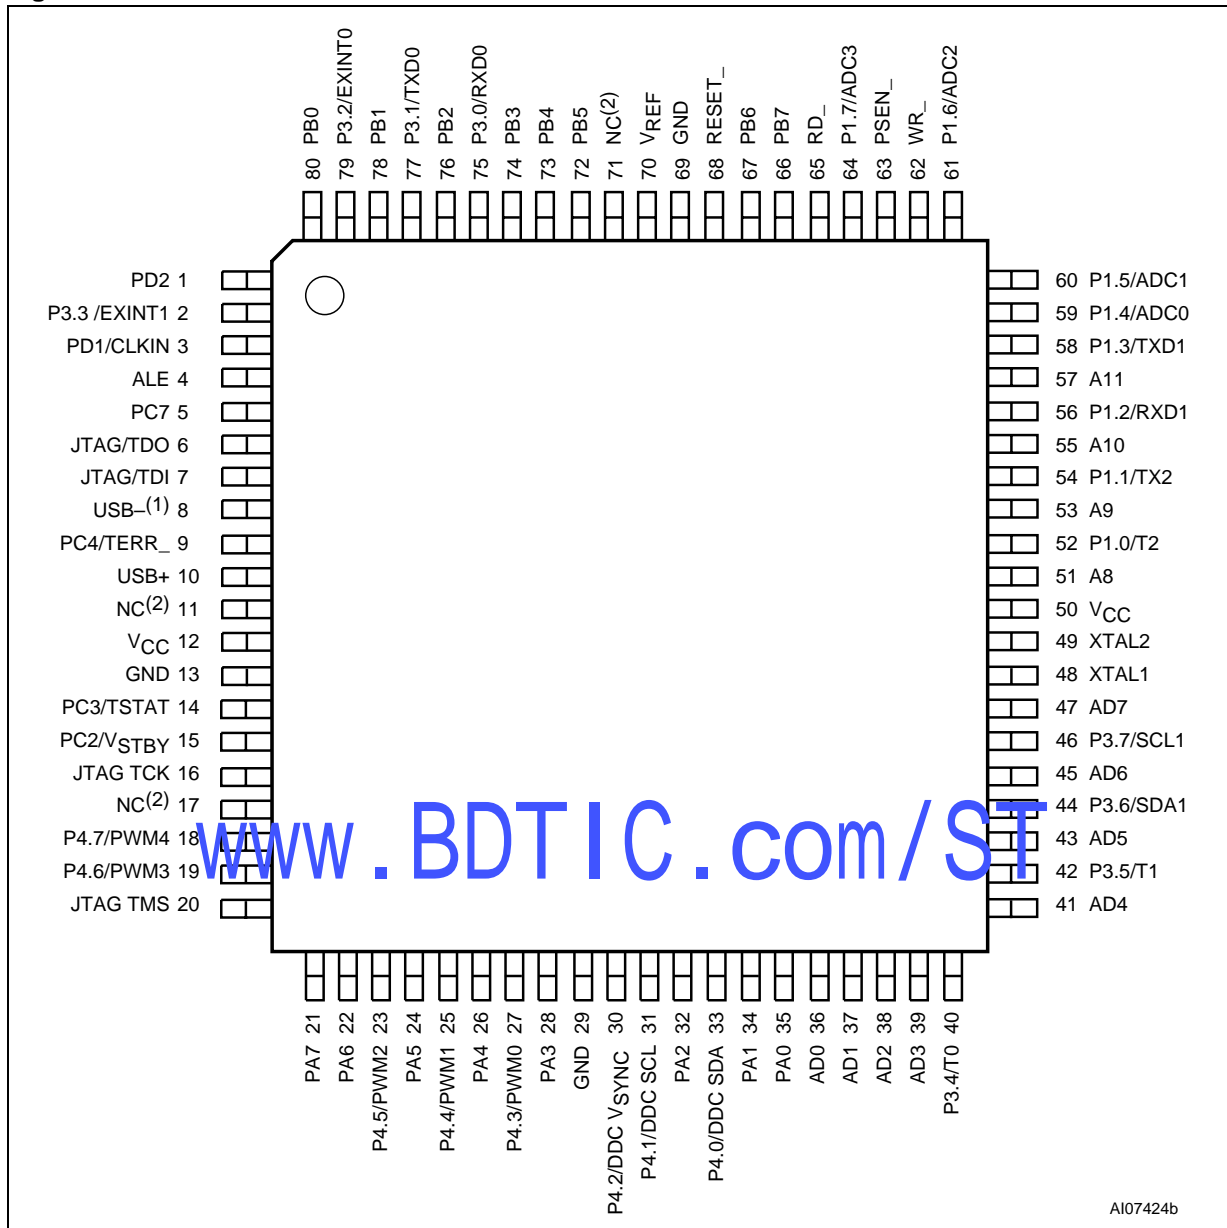 80 PB0
79 P3.2/EXINT0
78 PB1
77 P3.1/TXD0
76 PB2
75 P3.0/RXD0
74 PB3
73 PB4
72 PB5
71 NC(2)
70 VREF
69 GND
68 RESET_
67 PB6
66 PB7
65 RD_
64 P1.7/ADC3
63 PSEN_
62 WR_
61 P1.6/ADC2
PD2 1
P3.3 /EXINT1 2
PD1/CLKIN 3
ALE 4
PC7 5
JTAG/TDO 6
JTAG/TDI 7
USB–(1) 8
PC4/TERR_ 9
USB+ 10
NC(2) 11
VCC 12
GND 13
PC3/TSTAT 14
PC2/VSTBY 15
JTAG TCK 16
NC(2) 17
P4.7/PWM4 18
P4.6/PWM3 19
JTAG TMS 20
60 P1.5/ADC1
59 P1.4/ADC0
58 P1.3/TXD1
57 A11
56 P1.2/RXD1
55 A10
54 P1.1/TX2
53 A9
52 P1.0/T2
51 A8
50 VCC
49 XTAL2
48 XTAL1
47 AD7
46 P3.7/SCL1
45 AD6
44 P3.6/SDA1
43 AD5
42 P3.5/T1
41 AD4
www.BDTIC.com/ST
PA7 21
PA6 22
P4.5/PWM2 23
PA5 24
P4.4/PWM1 25
PA4 26
P4.3/PWM0 27
PA3 28
GND 29
P4.2/DDC VSYNC 30
P4.1/DDC SCL 31
PA2 32
P4.0/DDC SDA 33
PA1 34
PA0 35
AD0 36
AD1 37
AD2 38
AD3 39
P3.4/T0 40
AI07424b